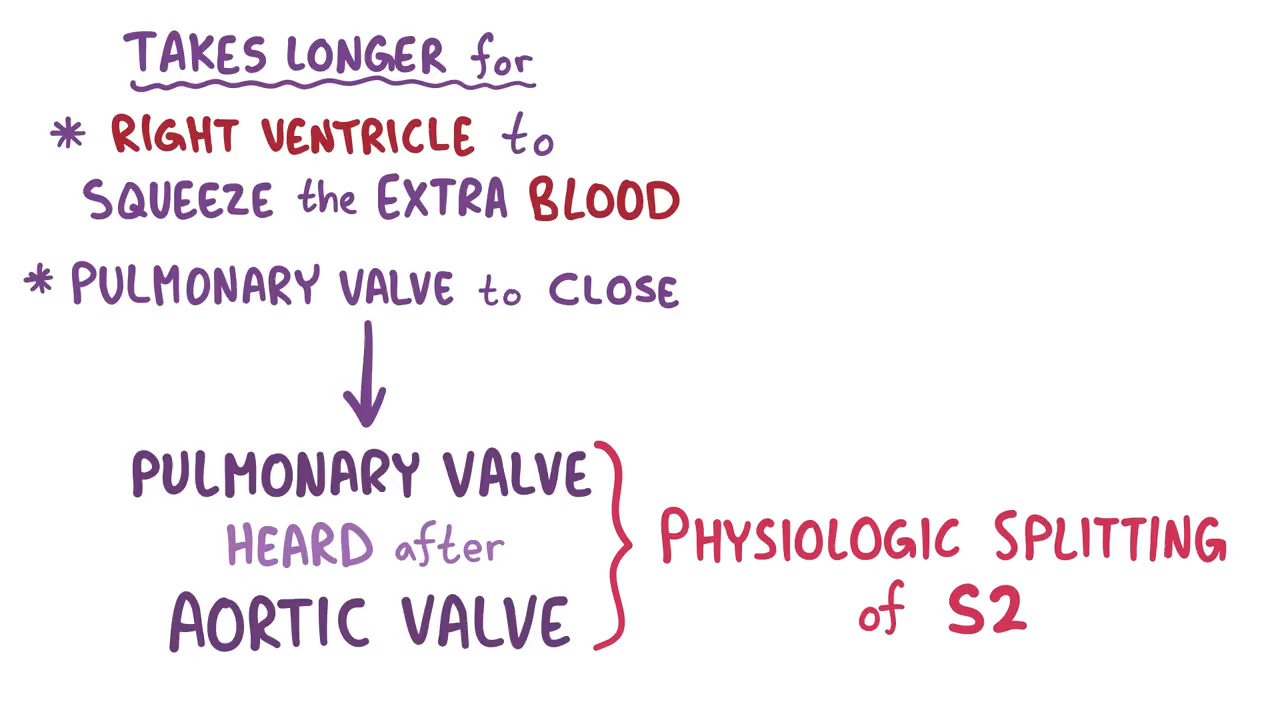 TAKES LONGER for
* RIGHT VENTRICLE to
SQUEEZE the EXTRA BLOOD
* PULMONARY VALVE to CLOSE
PULMONARY VALVE
HEARD after
AORTIC VALVE
PHYSIOLOGIC SPLITTING
of S2